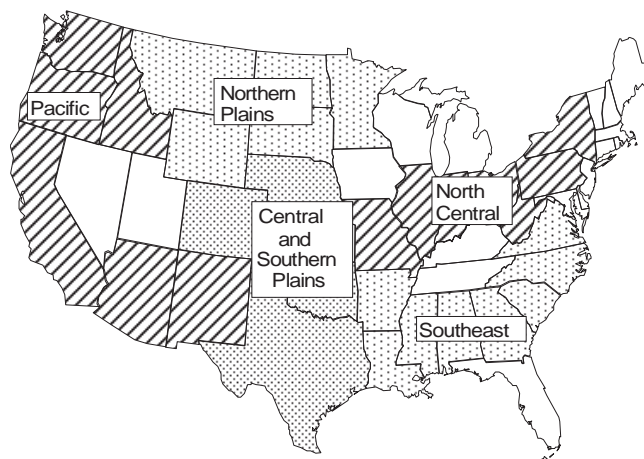 Pacific
Northern
Plains
North
Central
Central
and
Southern
Plains
Southeast